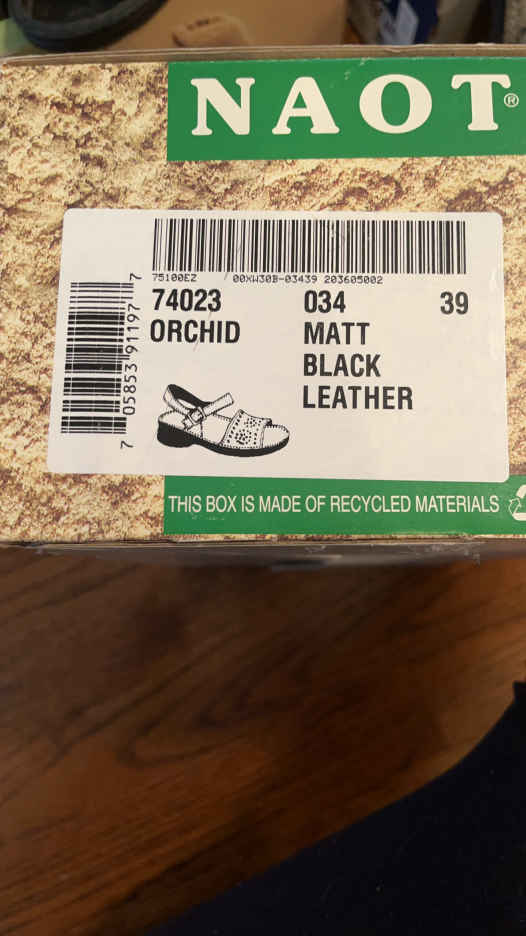 NAOT®
75100EZ / 00XW30B-03439 203605002
74023 034 39
ORCHID MATT
BLACK
LEATHER
7 05853 91197 7
THIS BOX IS MADE OF RECYCLED MATERIALS